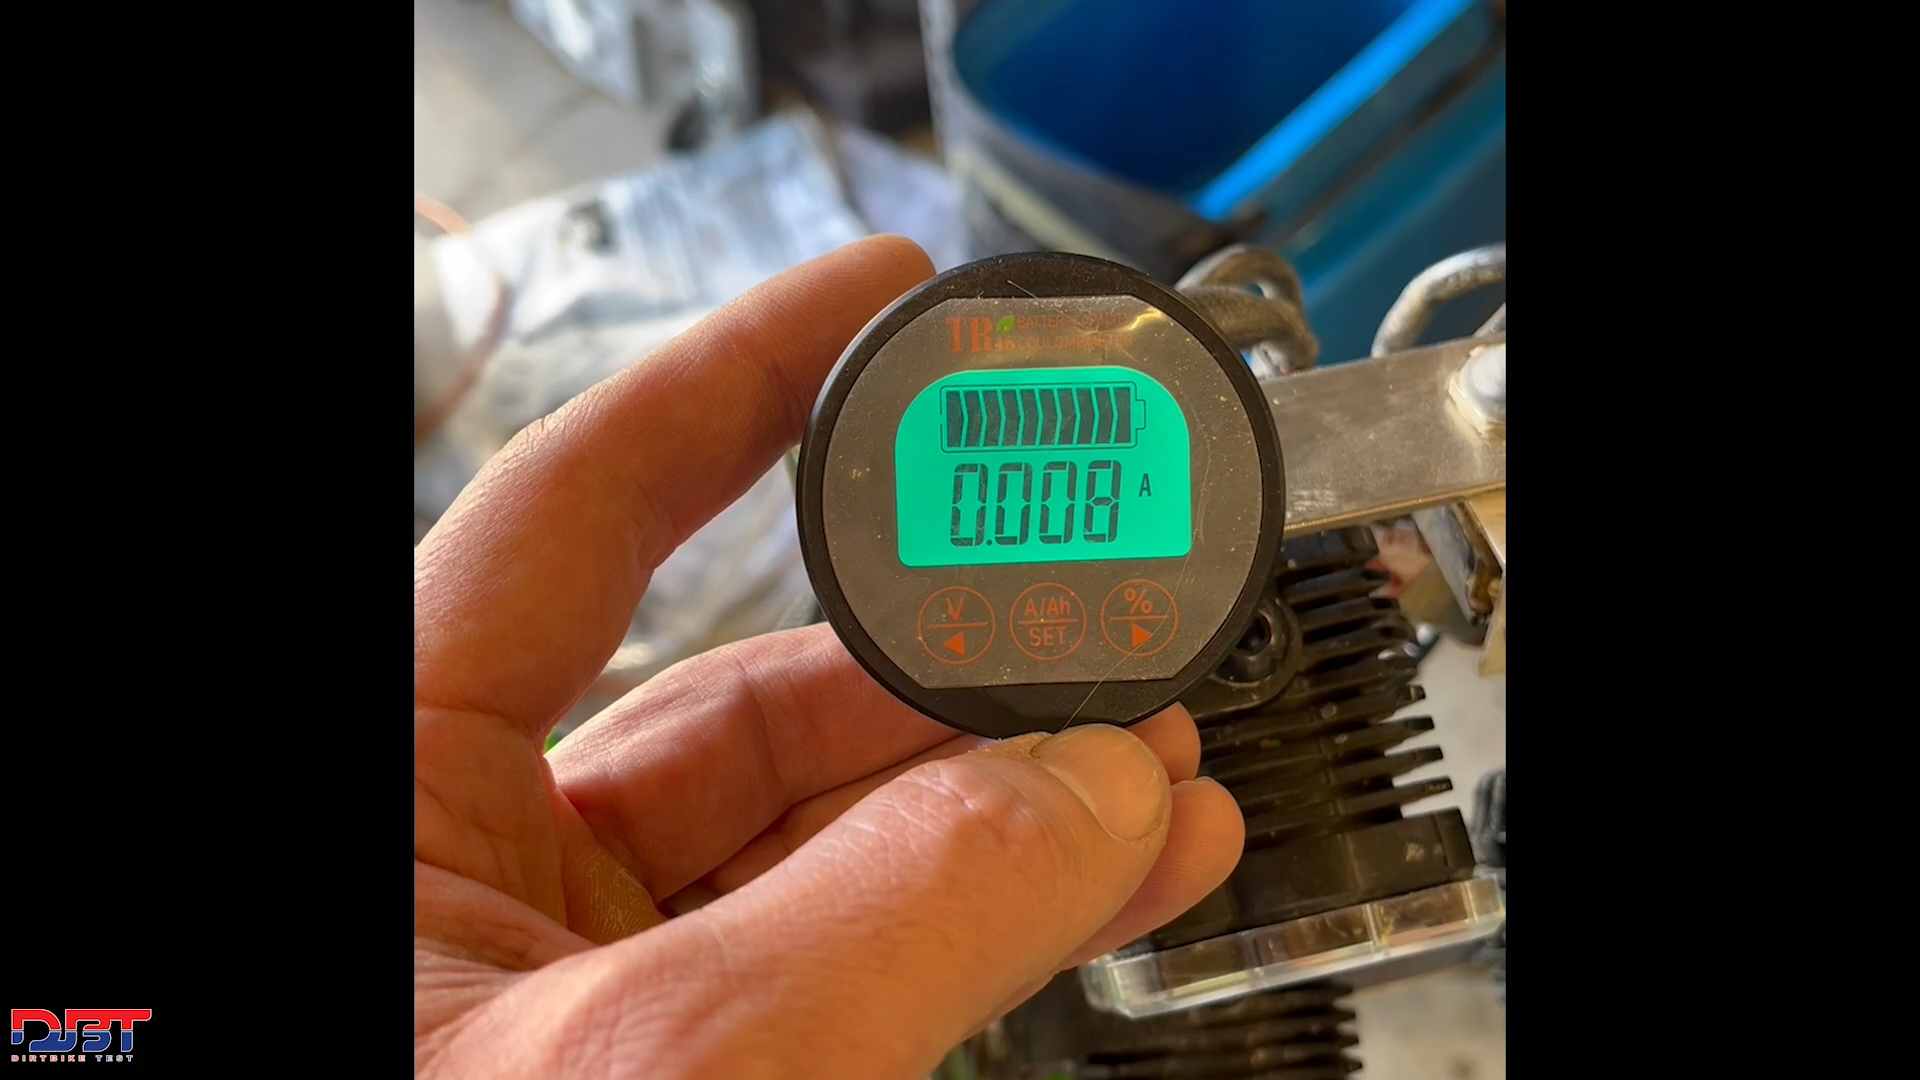 TR16
BATTERY
COULOMBMETER
0.008 A
V
A/Ah
SET
%
DBT
DIRTBIKE TEST